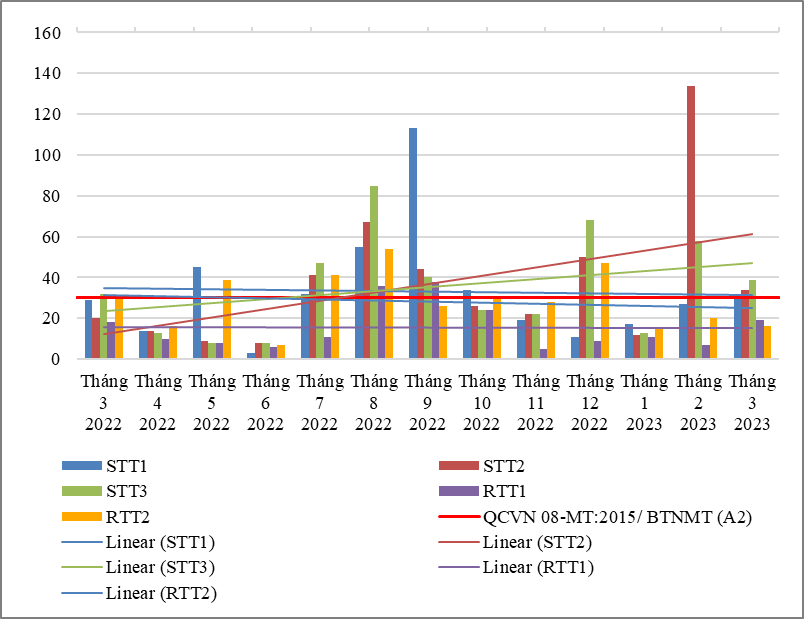 160
140
120
100
80
60
40
20
0
Tháng Tháng Tháng Tháng Tháng Tháng Tháng Tháng Tháng Tháng Tháng Tháng Tháng
3 4 5 6 7 8 9 10 11 12 1 2 3
2022 2022 2022 2022 2022 2022 2022 2022 2022 2022 2023 2023 2023
STT1 STT2
STT3 RTT1
RTT2 QCVN 08-MT:2015/ BTNMT (A2)
Linear (STT1) Linear (STT2)
Linear (STT3) Linear (RTT1)
Linear (RTT2)